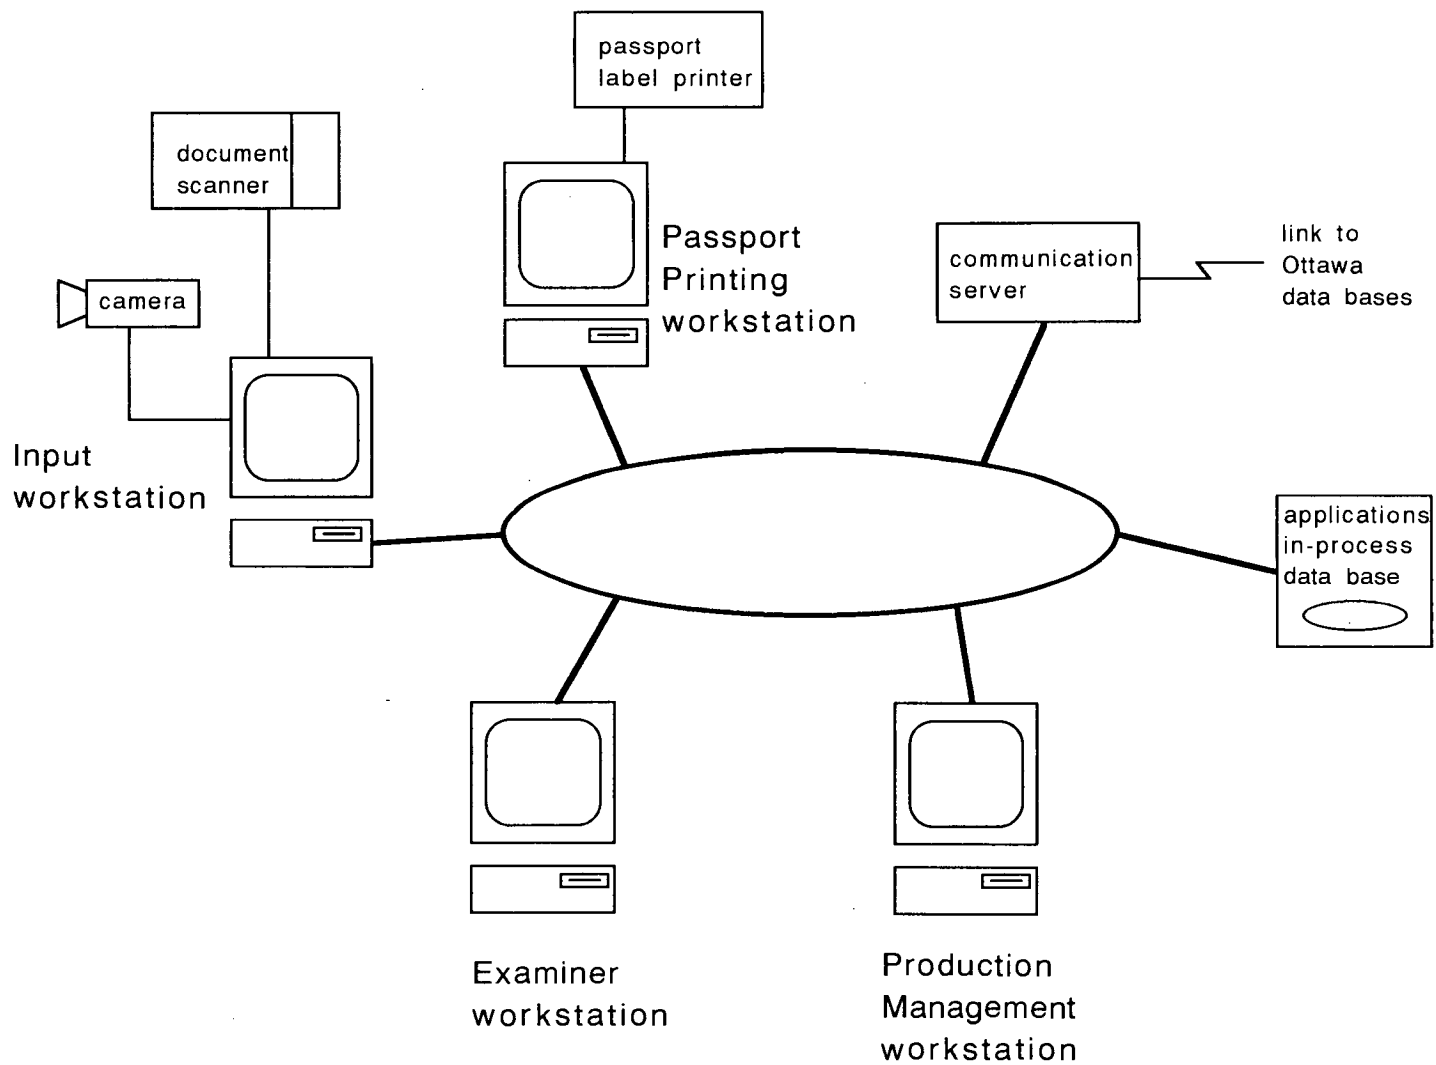 passport
label printer
document
scanner
camera
Input
workstation
Passport
Printing
workstation
communication
server
link to
Ottawa
data bases
applications
in-process
data base
Examiner
workstation
Production
Management
workstation